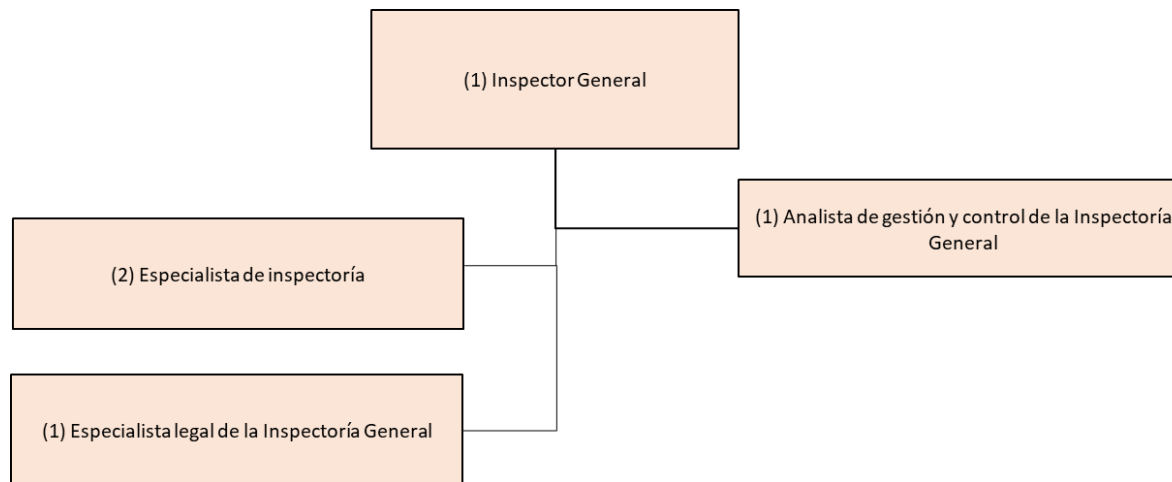 (1) Inspector General
(1) Analista de gestión y control de la Inspectoría
General
(2) Especialista de inspectoría
(1) Especialista legal de la Inspectoría General